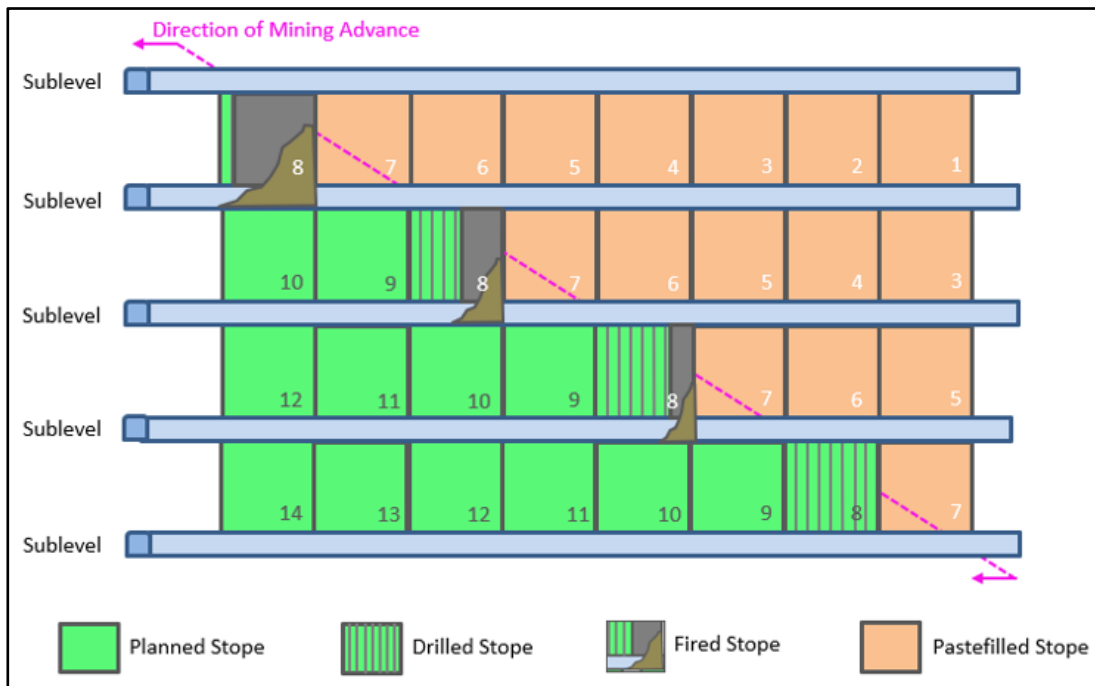 Direction of Mining Advance
Sublevel
8 7 6 5 4 3 2 1
Sublevel
10 9 8 7 6 5 4 3
Sublevel
12 11 10 9 8 7 6 5
Sublevel
14 13 12 11 10 9 8 7
Sublevel
Planned Stope Drilled Stope Fired Stope Pastefilled Stope